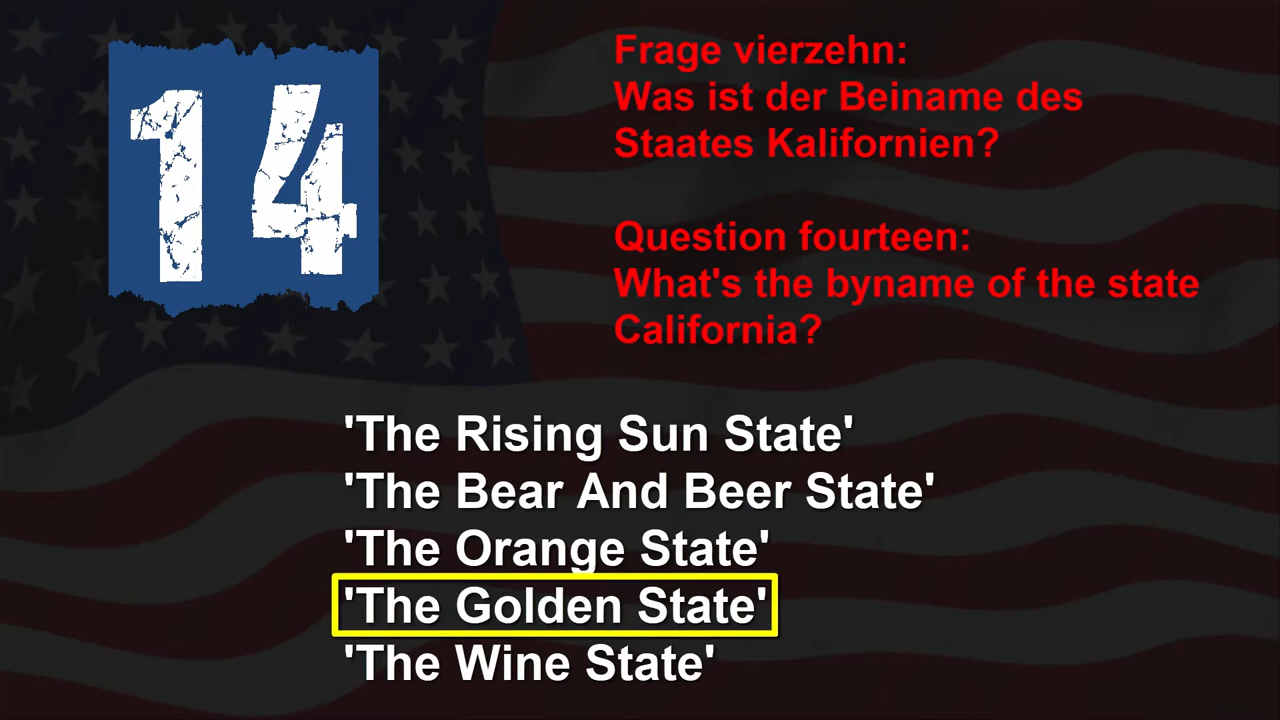 14
Frage vierzehn:
Was ist der Beiname des
Staates Kalifornien?
Question fourteen:
What's the byname of the state
California?
'The Rising Sun State'
'The Bear And Beer State'
'The Orange State'
'The Golden State'
'The Wine State'